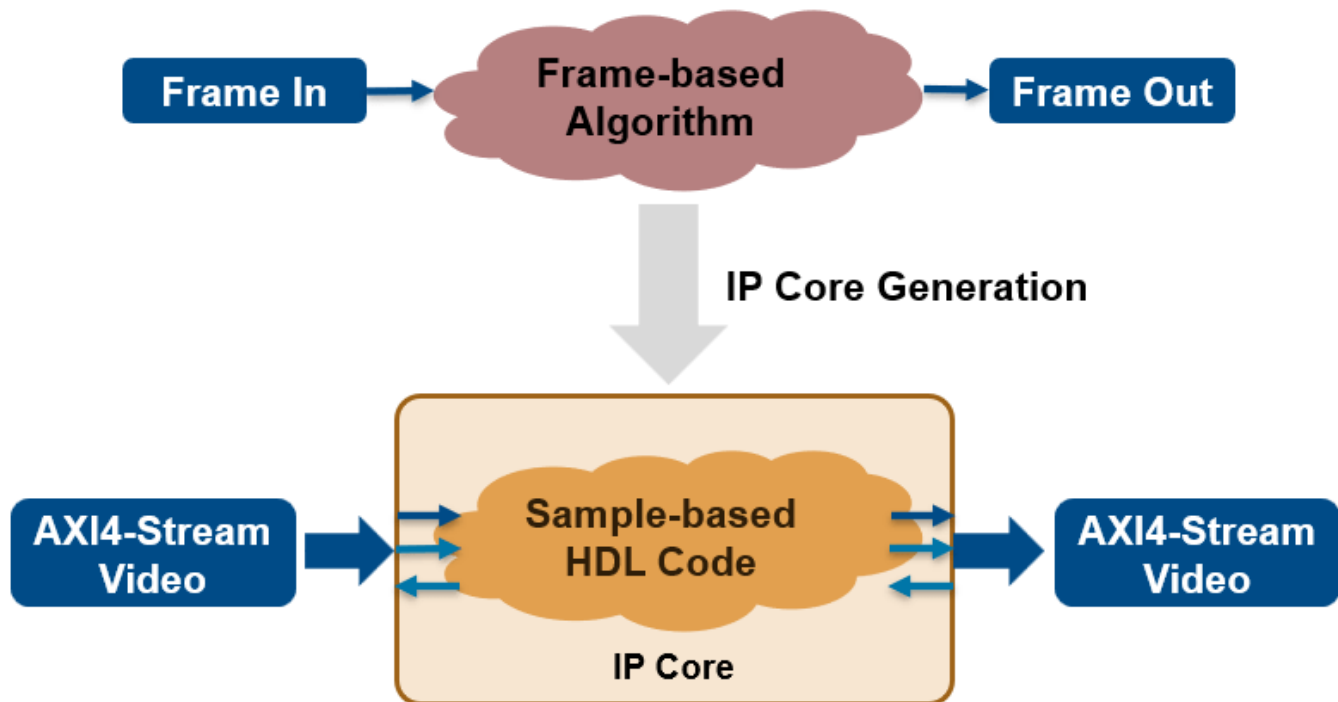 Frame In
Frame-based
Algorithm
Frame Out
IP Core Generation
AXI4-Stream
Video
Sample-based
HDL Code
IP Core
AXI4-Stream
Video